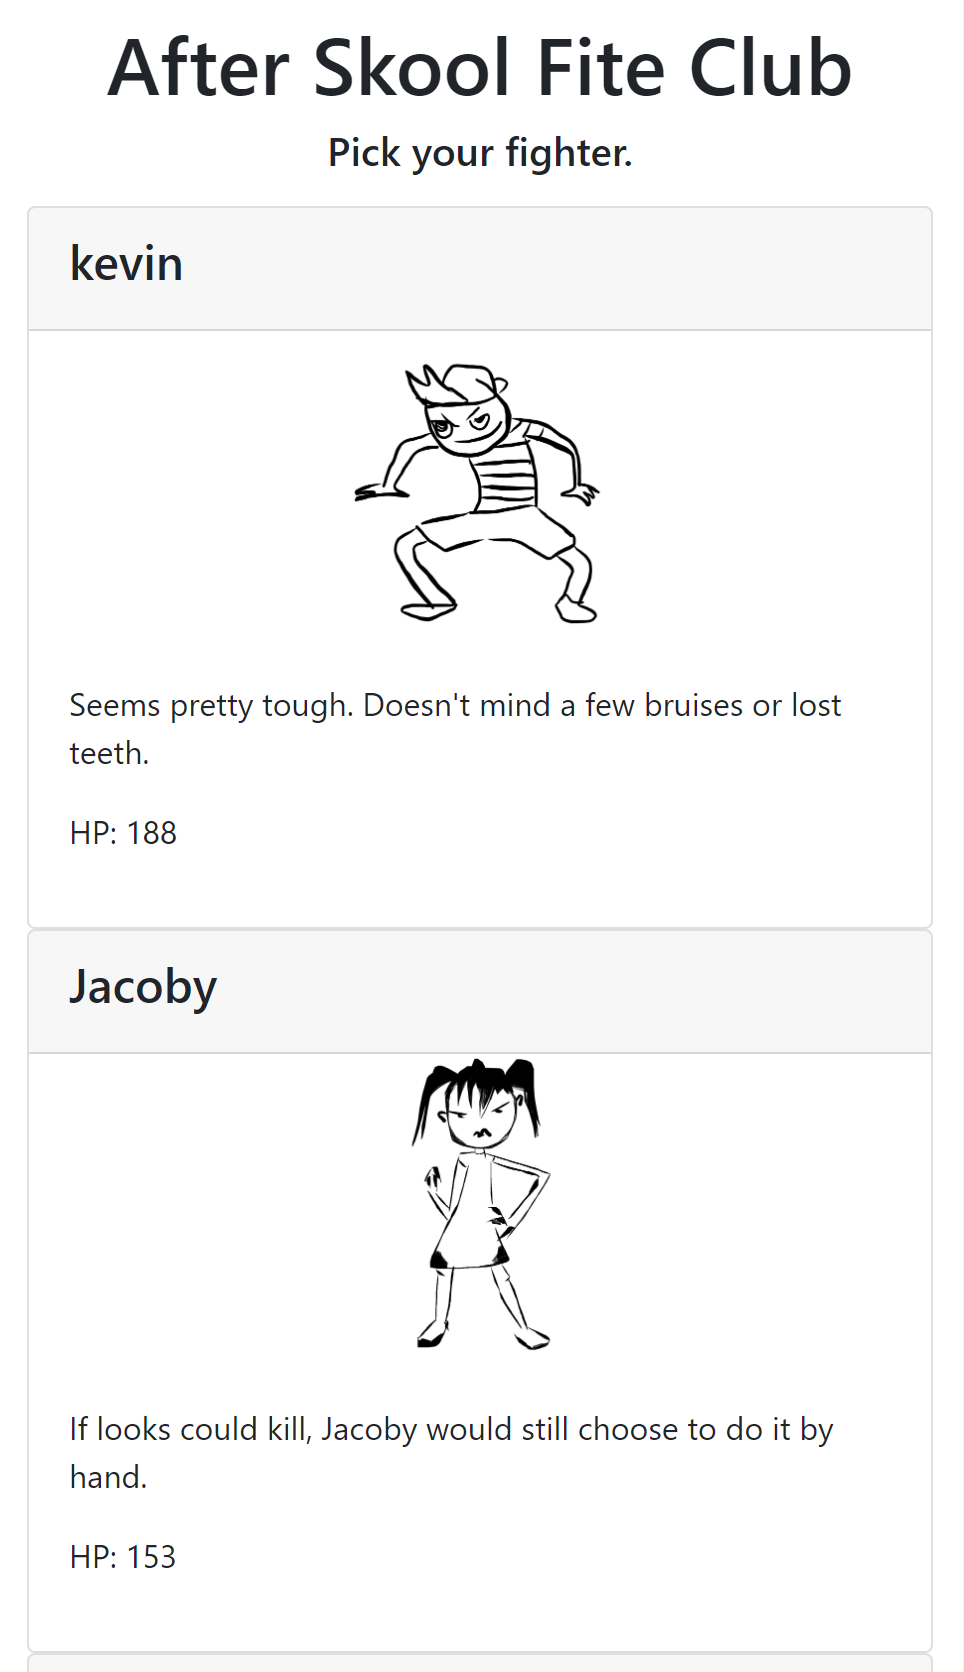 After Skool Fite Club
Pick your fighter.
kevin
Seems pretty tough. Doesn't mind a few bruises or lost
teeth.
HP: 188
Jacoby
If looks could kill, Jacoby would still choose to do it by
hand.
HP: 153